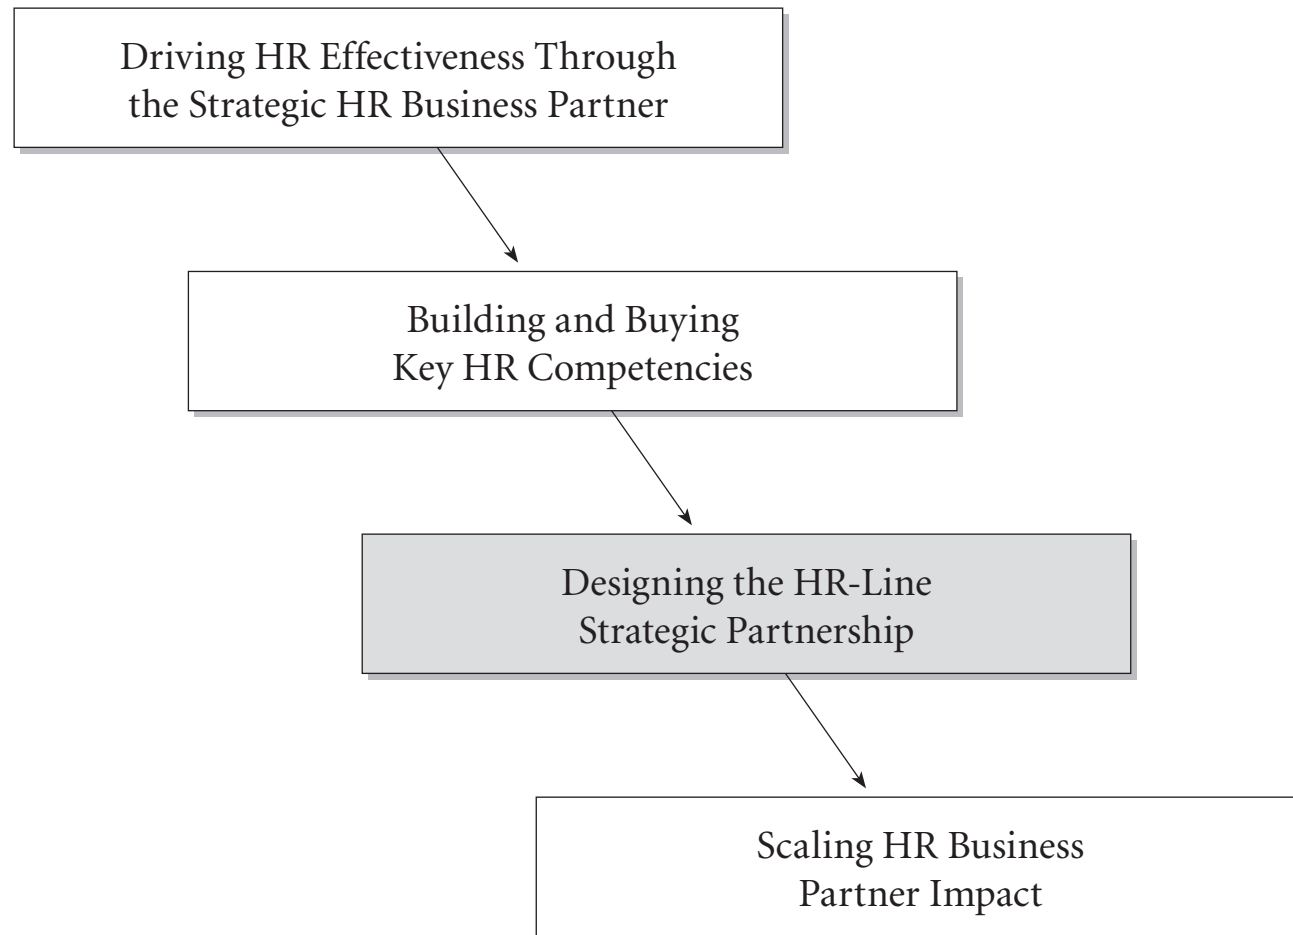 Driving HR Effectiveness Through
the Strategic HR Business Partner
Building and Buying
Key HR Competencies
Designing the HR-Line
Strategic Partnership
Scaling HR Business
Partner Impact